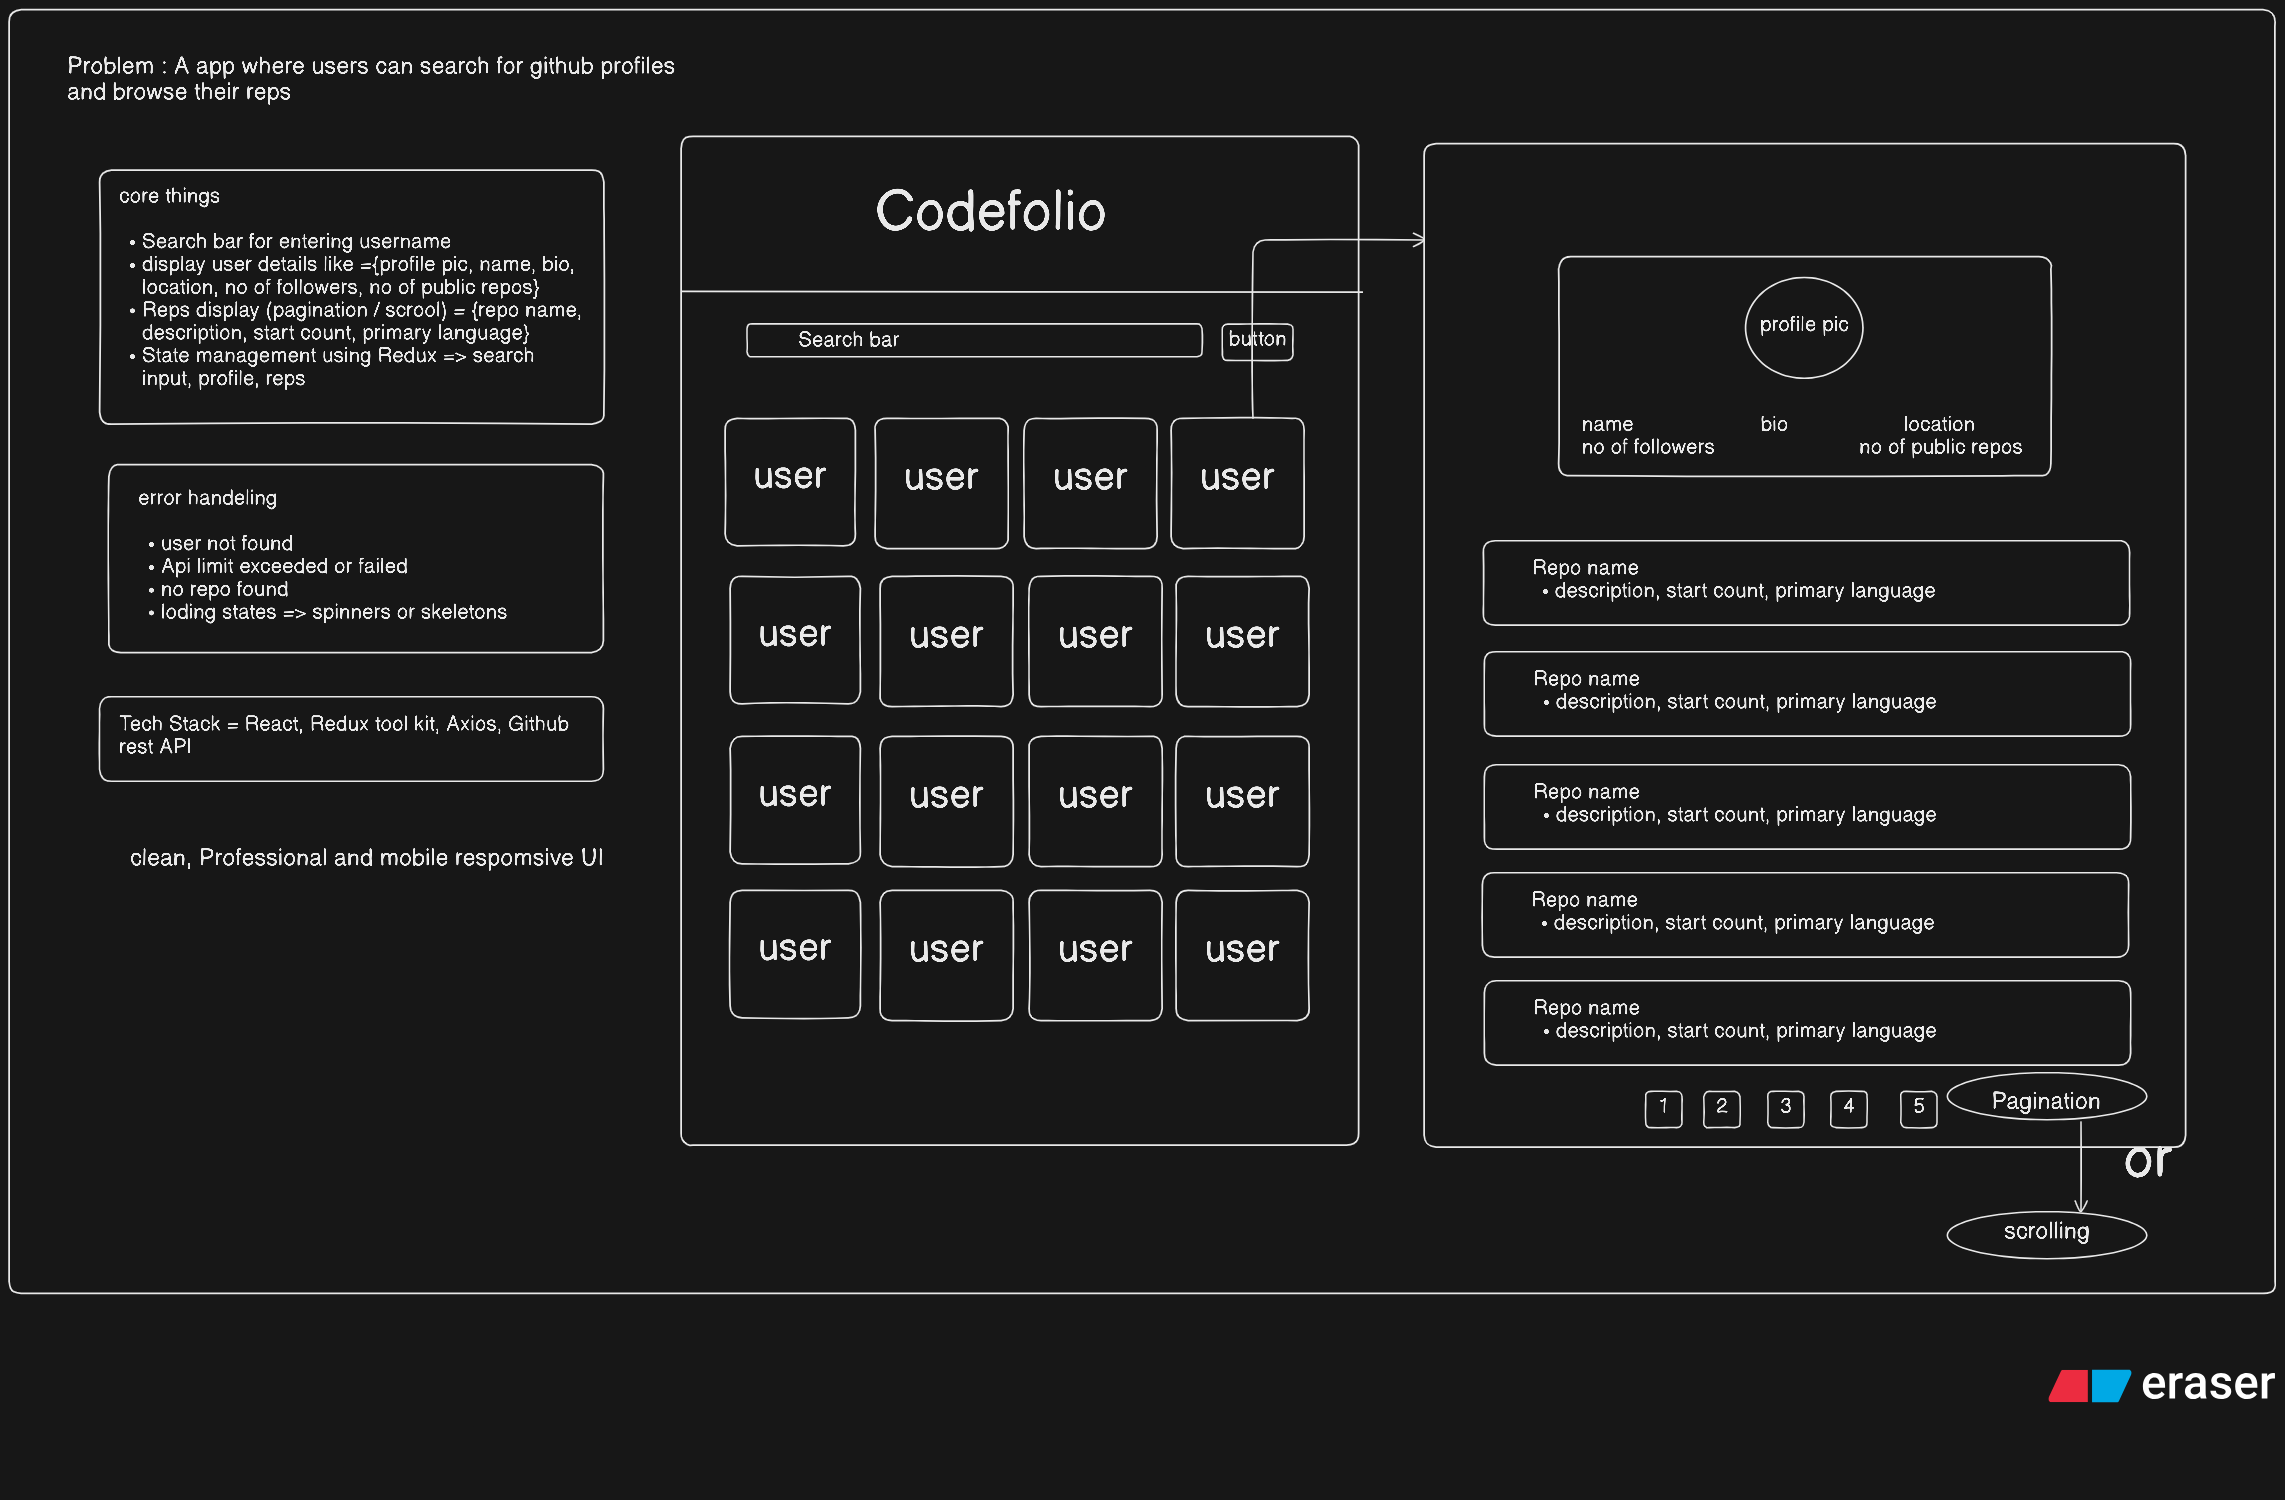 Problem : A app where users can search for github profiles
and browse their reps
core things
• Search bar for entering username
• display user details like ={profile pic, name, bio,
location, no of followers, no of public repos}
• Reps display (pagination / scrool) = {repo name,
description, start count, primary language}
• State management using Redux => search
input, profile, reps
error handeling
• user not found
• Api limit exceeded or failed
• no repo found
• loding states => spinners or skeletons
Tech Stack = React, Redux tool kit, Axios, Github
rest API
clean, Professional and mobile respomsive UI
Codefolio
Search bar
button
user user user user
user user user user
user user user user
user user user user
profile pic
name bio location
no of followers no of public repos
Repo name
• description, start count, primary language
Repo name
• description, start count, primary language
Repo name
• description, start count, primary language
Repo name
• description, start count, primary language
Repo name
• description, start count, primary language
1 2 3 4 5 Pagination
or
scrolling
eraser